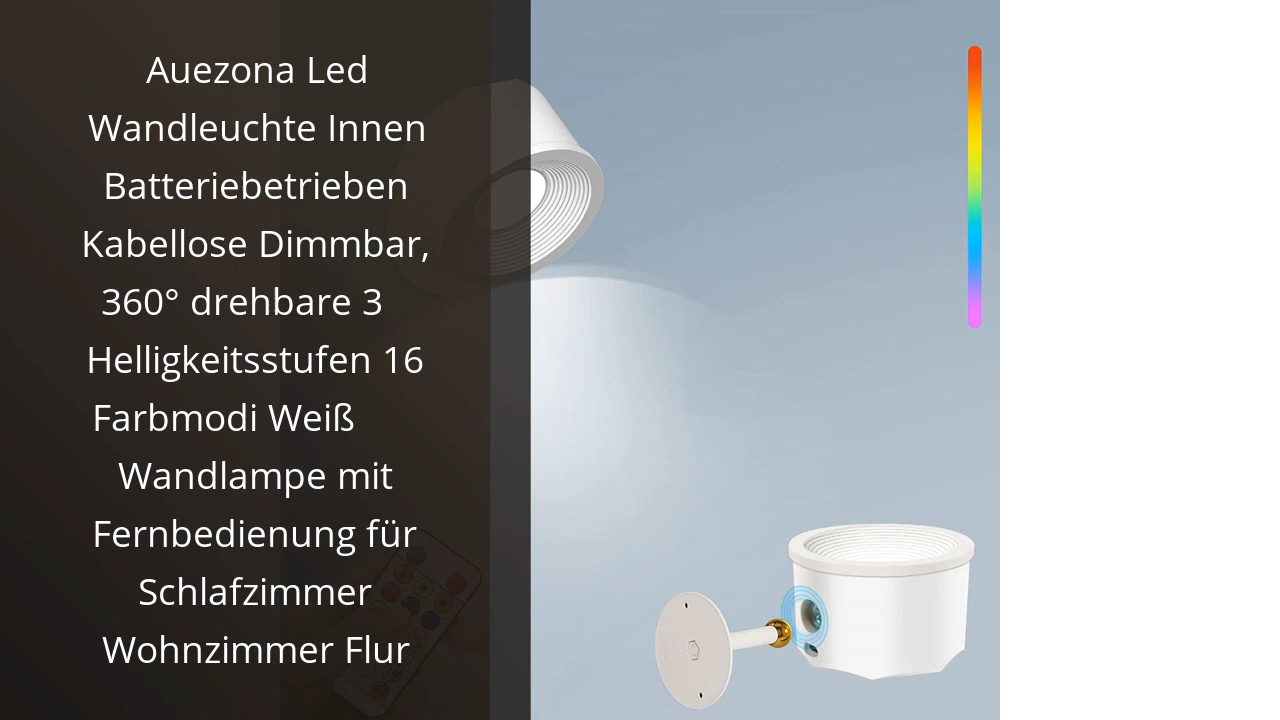 Auezona Led
Wandleuchte Innen
Batteriebetrieben
Kabellose Dimmbar,
360° drehbare 3
Helligkeitsstufen 16
Farbmodi Weiß
Wandlampe mit
Fernbedienung für
Schlafzimmer
Wohnzimmer Flur